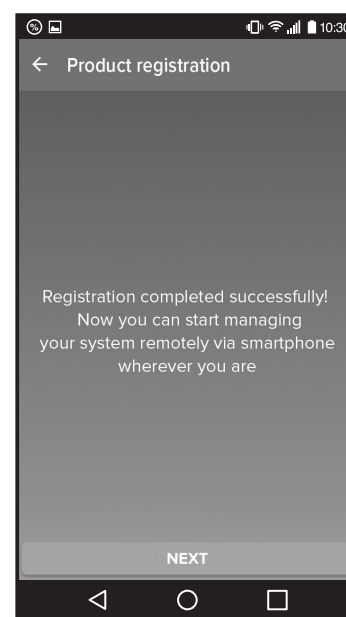 10:30
Product registration
Registration completed successfully!
Now you can start managing
your system remotely via smartphone
wherever you are
NEXT